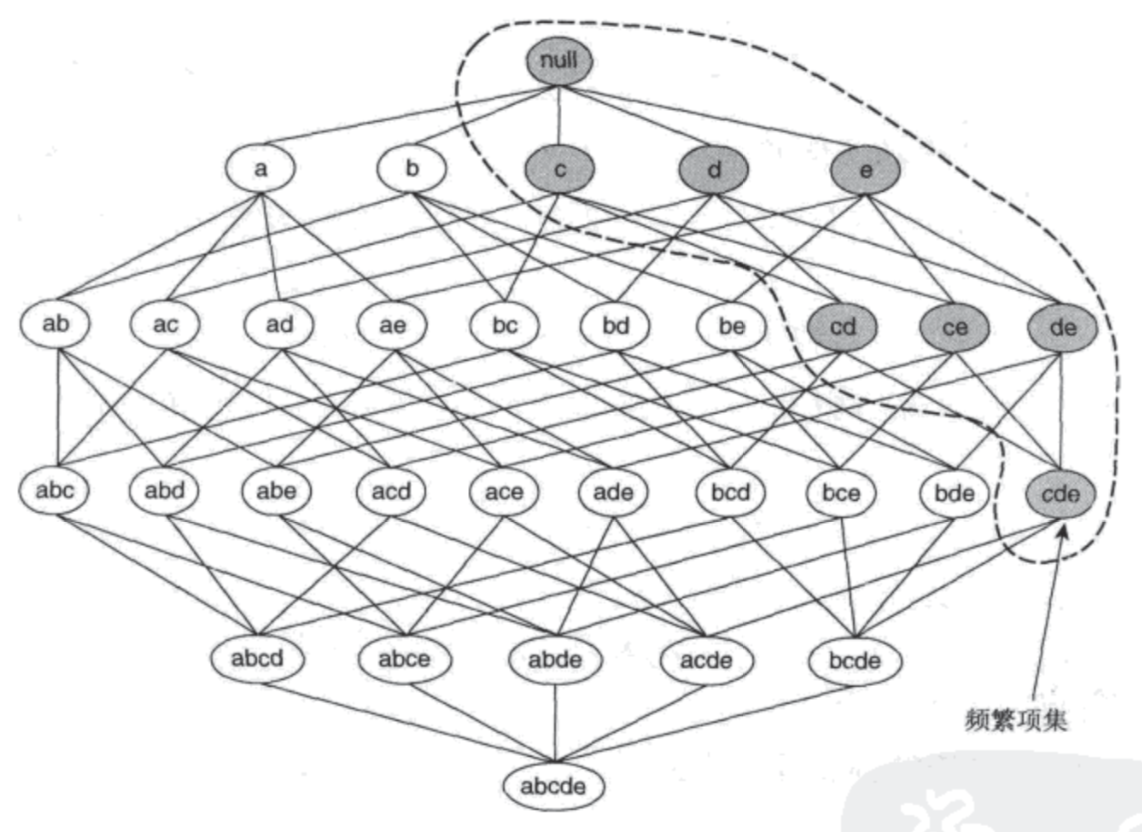 null
a b c d e
ab ac ad ae bc bd be cd ce de
abc abd abe acd ace ade bcd bce bde cde
abcd abce abde acde bcde
频繁项集
abcde